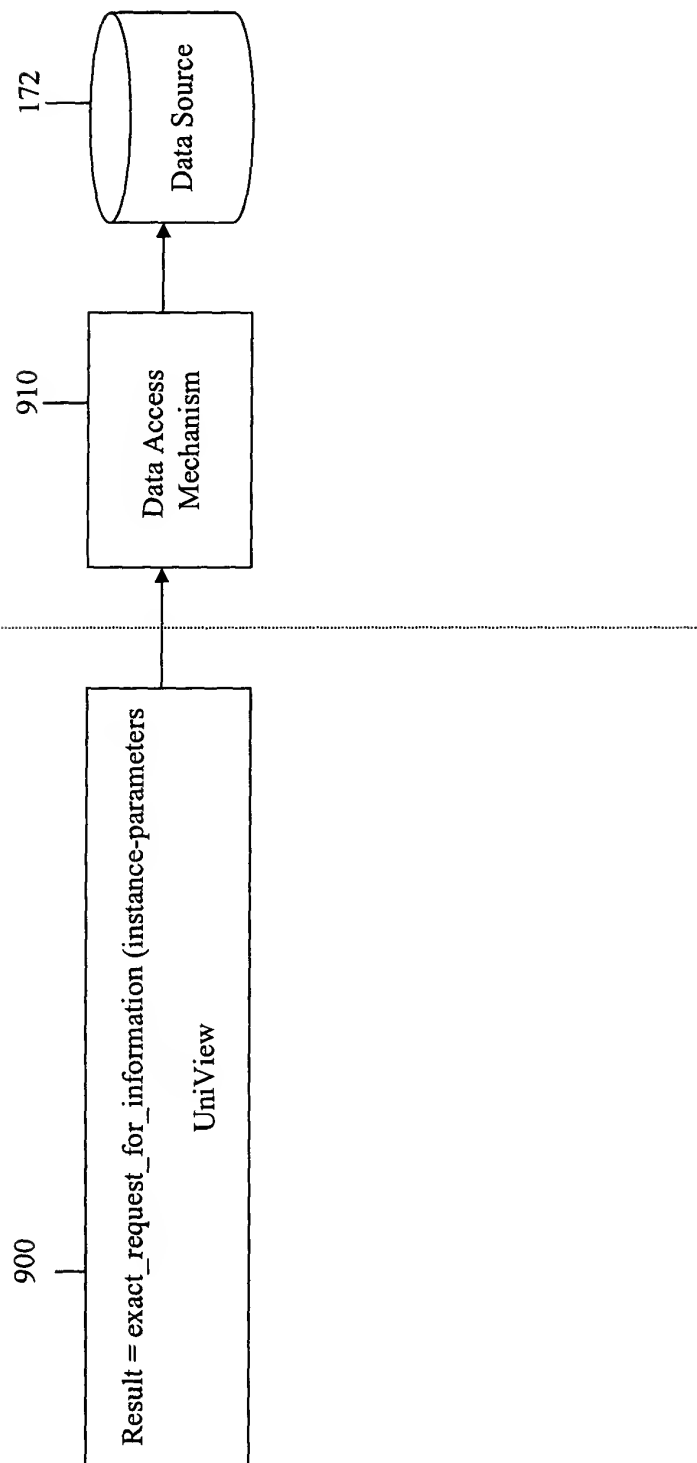 900
Result = exact_request_for_information (instance-parameters
UniView
910
Data Access
Mechanism
172
Data Source